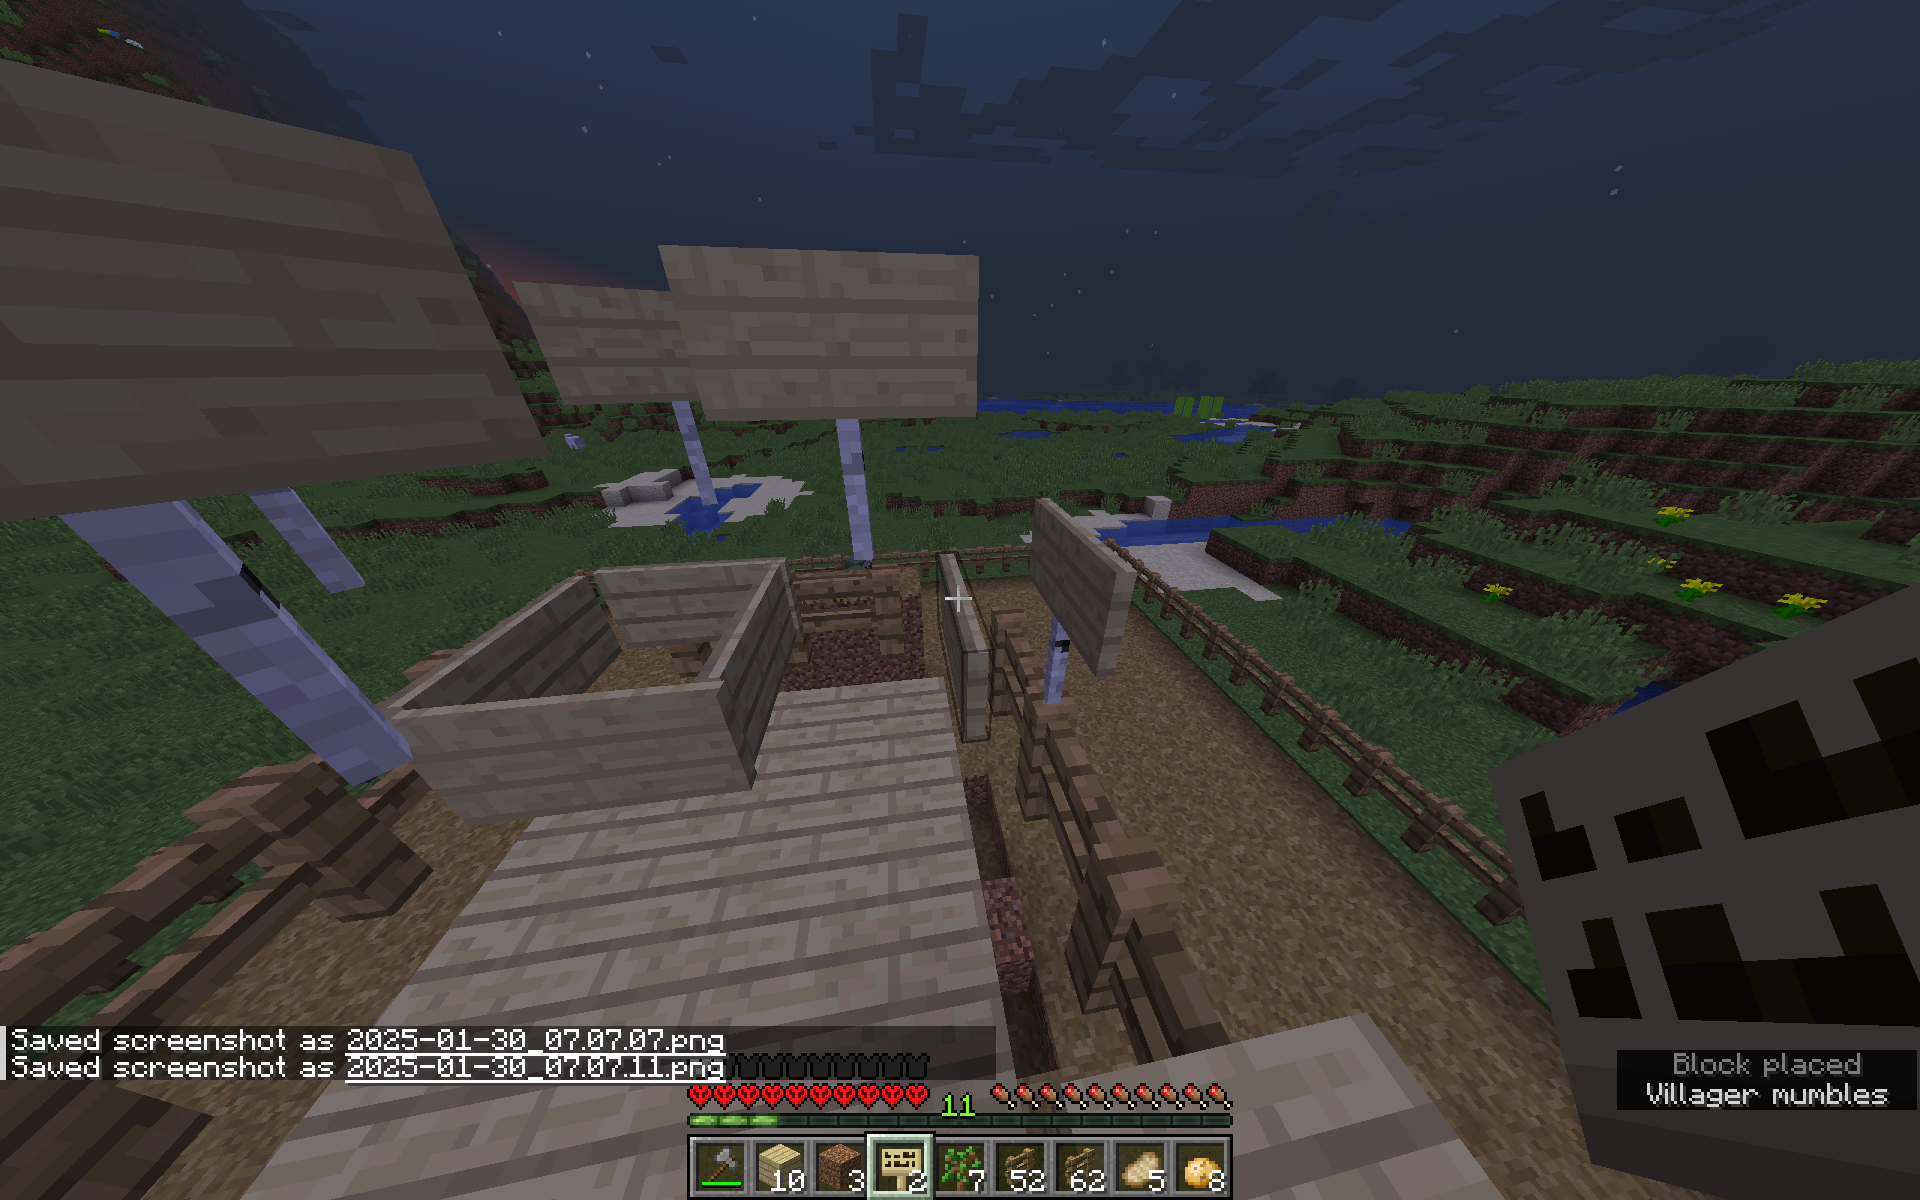 Saved screenshot as 2025-01-30_07.07.07.png
Saved screenshot as 2025-01-30_07.07.11.png
Block placed
Villager mumbles
11
10
3
2
7
52
62
5
8